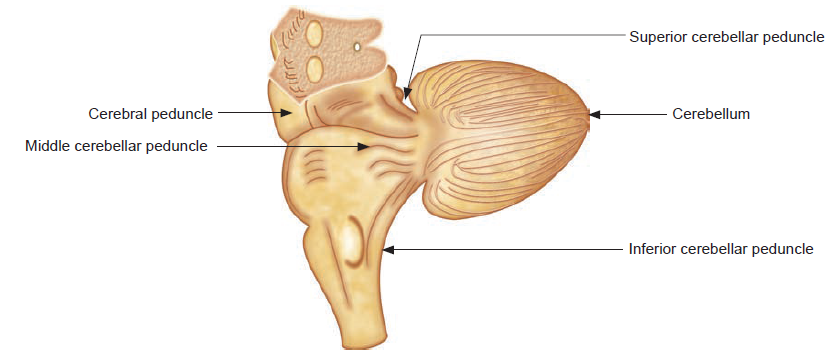 Superior cerebellar peduncle
Cerebral peduncle
Cerebellum
Middle cerebellar peduncle
Inferior cerebellar peduncle